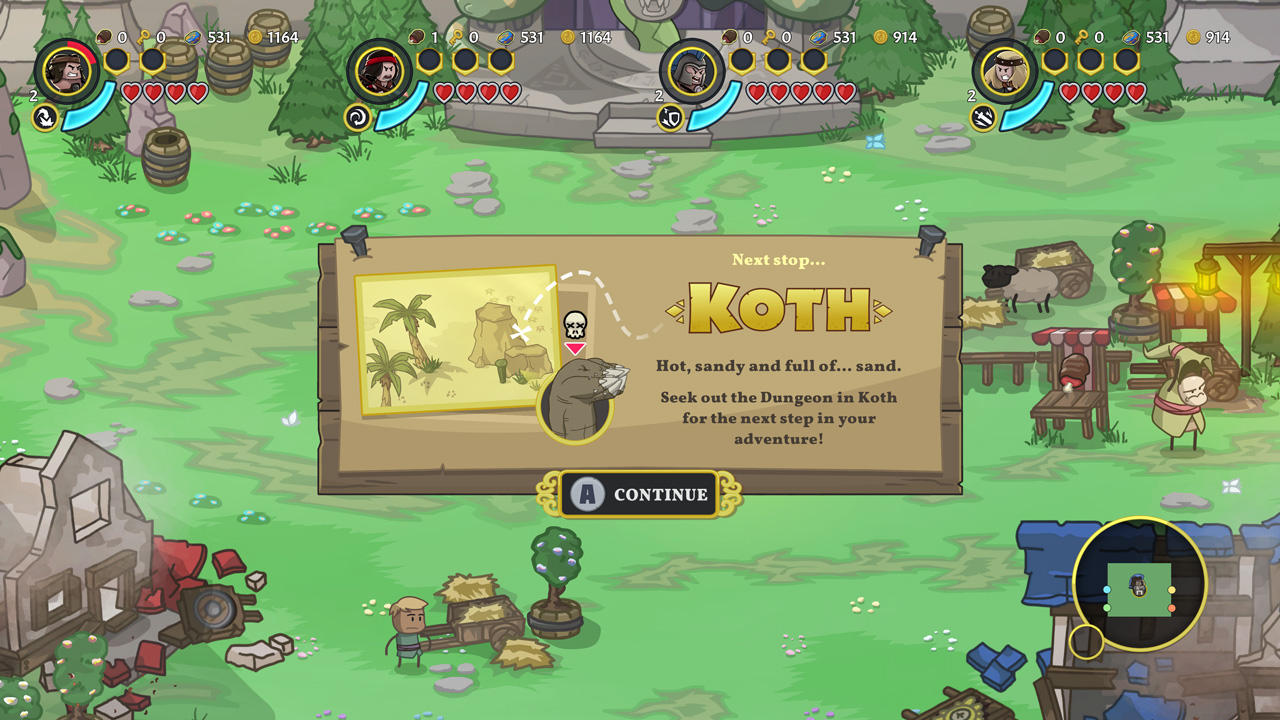 0 0 531 1164
1 0 531 1164
0 0 531 914
0 0 531 914
2
2
2
Next stop...
KOTH
Hot, sandy and full of... sand.
Seek out the Dungeon in Koth
for the next step in your
adventure!
A CONTINUE